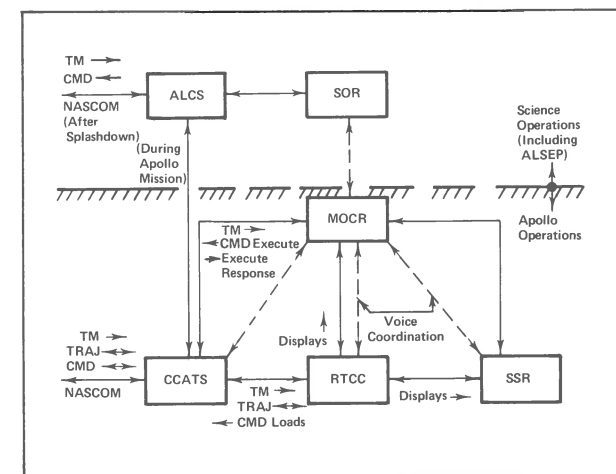 TM
CMD
NASCOM
(After
Splashdown)
ALCS
SOR
(During
Apollo
Mission)
Science
Operations
(Including
ALSEP)
Apollo
Operations
MOCR
TM
CMD Execute
Execute
Response
Displays
Voice
Coordination
TM
TRAJ
CMD
NASCOM
CCATS
TM
TRAJ
CMD Loads
RTCC
Displays
SSR